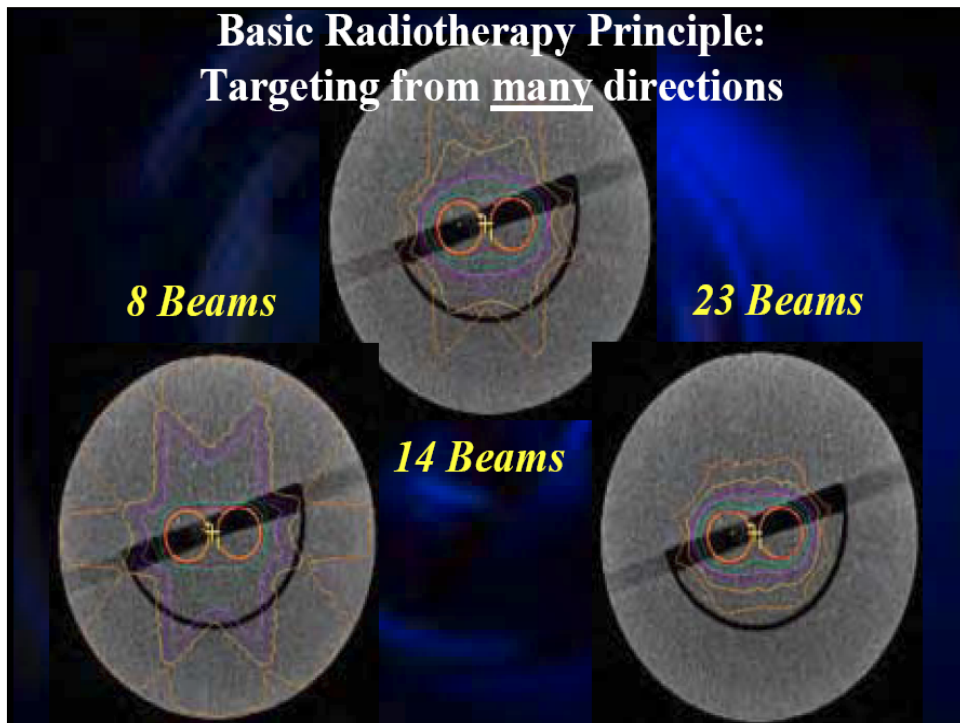 Basic Radiotherapy Principle:
Targeting from many directions
8 Beams
23 Beams
14 Beams